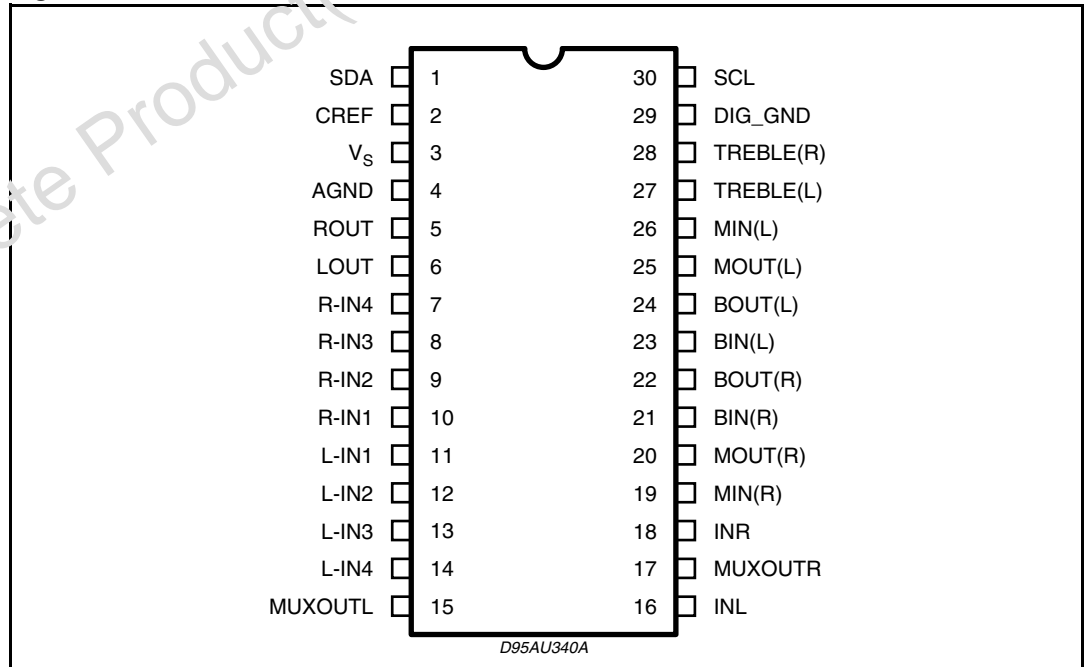 ete Product(
SDA 1 30 SCL
CREF 2 29 DIG_GND
VS 3 28 TREBLE(R)
AGND 4 27 TREBLE(L)
ROUT 5 26 MIN(L)
LOUT 6 25 MOUT(L)
R-IN4 7 24 BOUT(L)
R-IN3 8 23 BIN(L)
R-IN2 9 22 BOUT(R)
R-IN1 10 21 BIN(R)
L-IN1 11 20 MOUT(R)
L-IN2 12 19 MIN(R)
L-IN3 13 18 INR
L-IN4 14 17 MUXOUTR
MUXOUTL 15 16 INL
D95AU340A